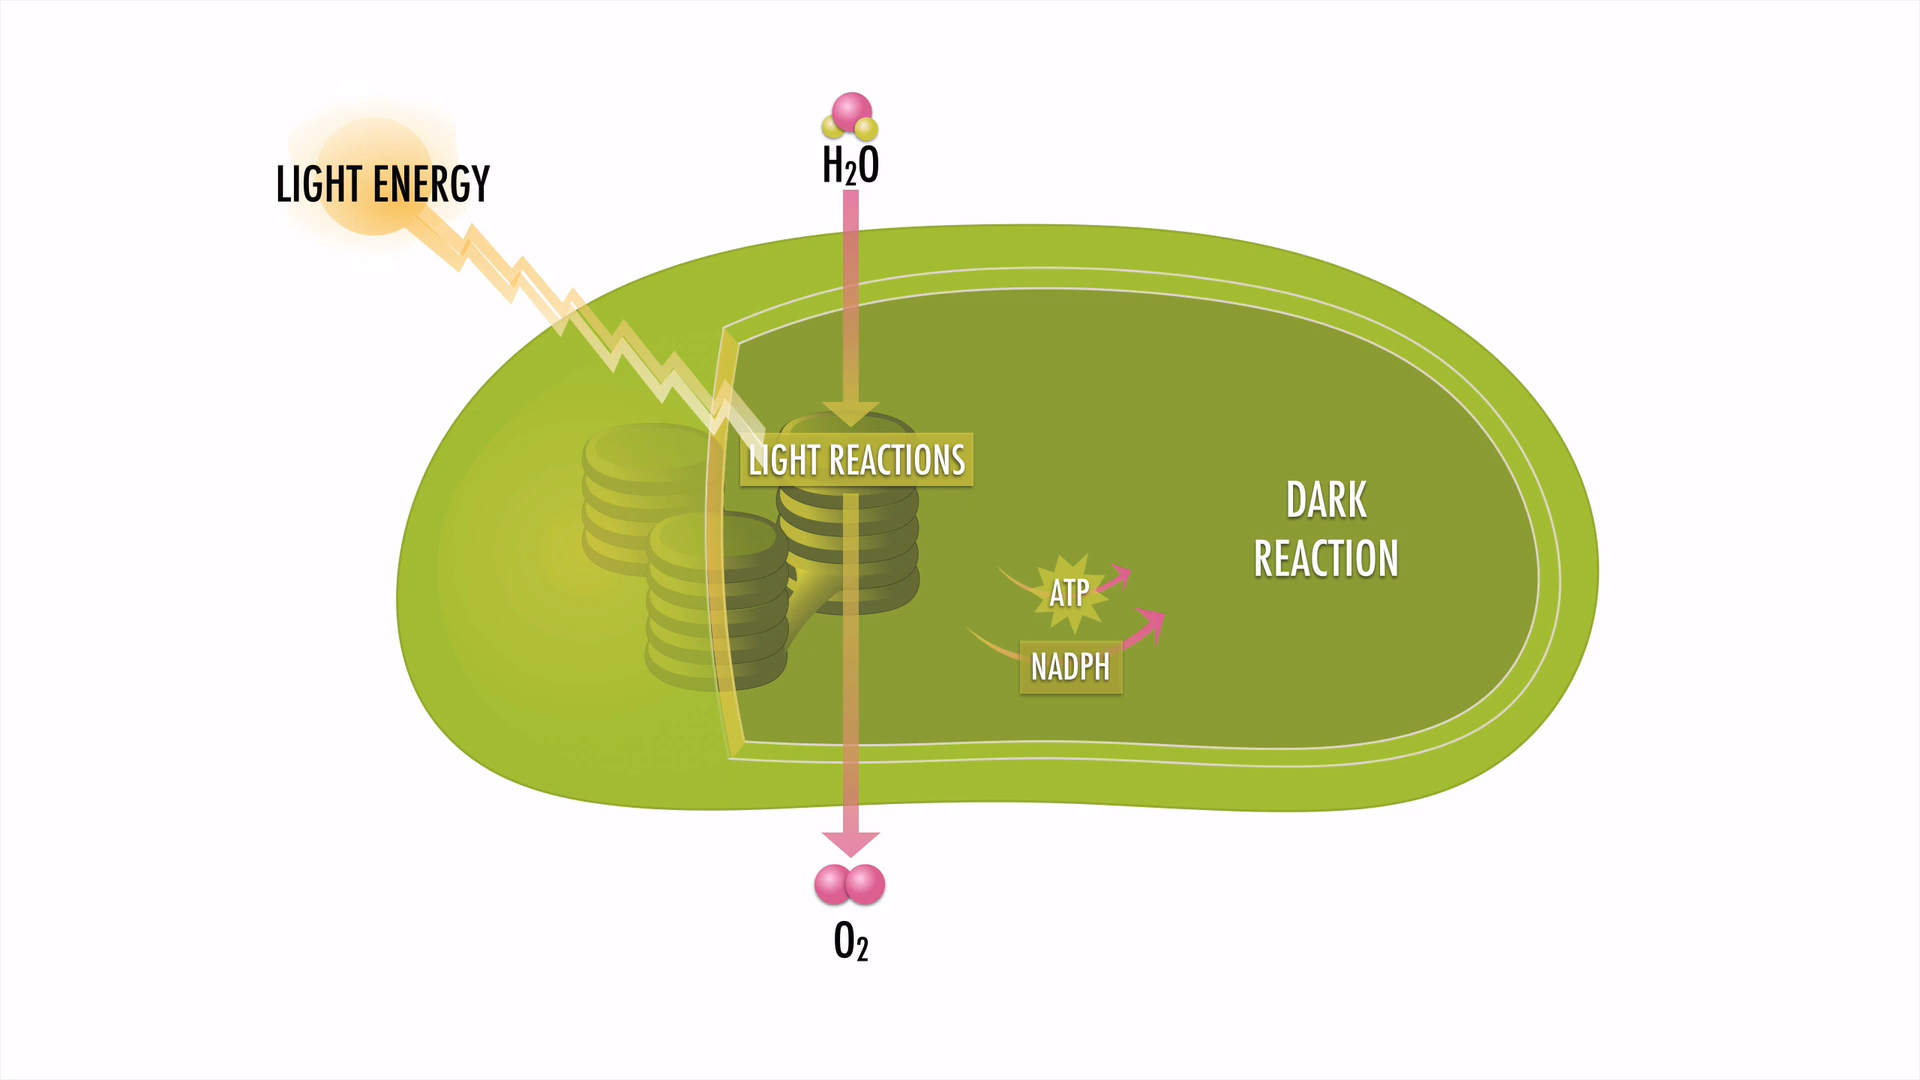 LIGHT ENERGY
H₂O
LIGHT REACTIONS
DARK
REACTION
ATP
NADPH
O₂